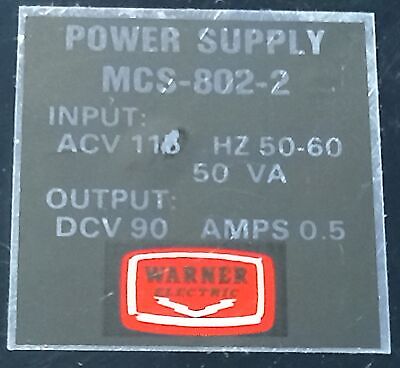 POWER SUPPLY
MCS-802-2
INPUT:
ACV 115 HZ 50-60
50 VA
OUTPUT:
DCV 90 AMPS 0.5
WARNER
ELECTRIC